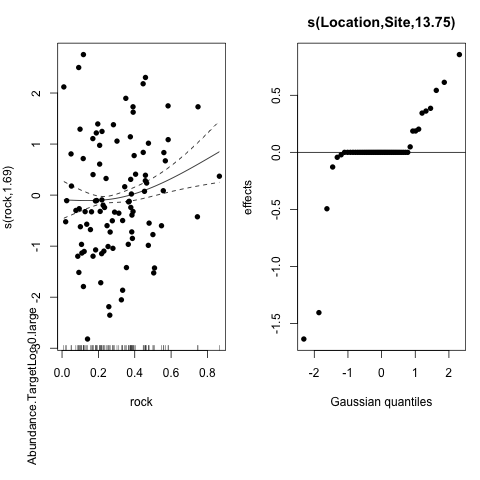 s(Location,Site,13.75)
s(rock,1.69)
2
1
0
-1
-2
-3
0.0 0.2 0.4 0.6 0.8
rock
Abundance.TargetLog0.large
effects
0.5
0.0
-0.5
-1.0
-1.5
-2 -1 0 1 2
Gaussian quantiles